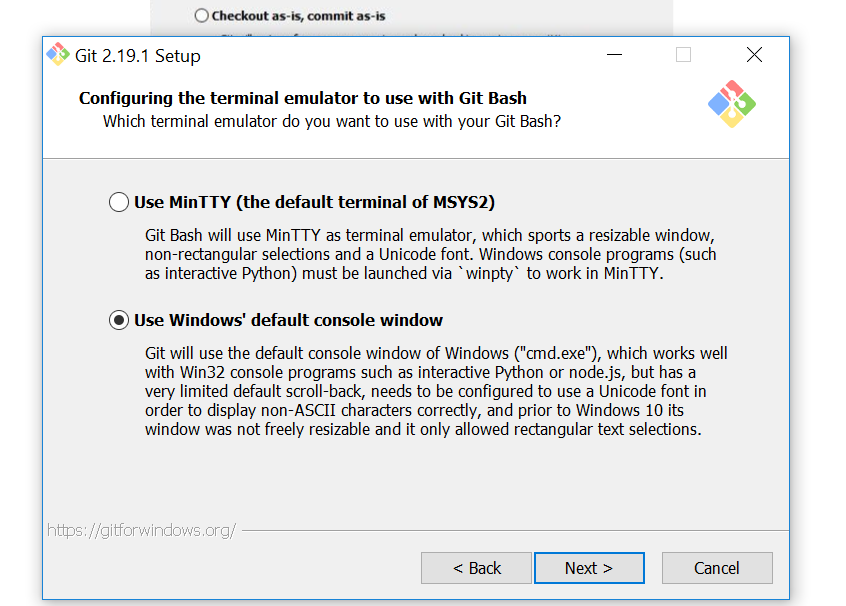 Checkout as-is, commit as-is
Git 2.19.1 Setup
Configuring the terminal emulator to use with Git Bash
Which terminal emulator do you want to use with your Git Bash?
Use MinTTY (the default terminal of MSYS2)
Git Bash will use MinTTY as terminal emulator, which sports a resizable window,
non-rectangular selections and a Unicode font. Windows console programs (such
as interactive Python) must be launched via `winpty` to work in MinTTY.
Use Windows' default console window
Git will use the default console window of Windows ("cmd.exe"), which works well
with Win32 console programs such as interactive Python or node.js, but has a
very limited default scroll-back, needs to be configured to use a Unicode font in
order to display non-ASCII characters correctly, and prior to Windows 10 its
window was not freely resizable and it only allowed rectangular text selections.
https://gitforwindows.org/
< Back
Next >
Cancel